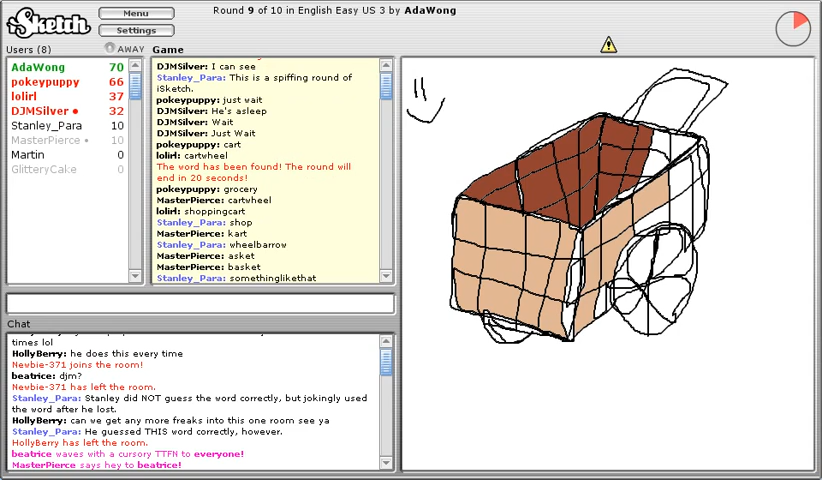 iSketch
Menu
Settings
Round 9 of 10 in English Easy US 3 by AdaWong
Users (8)
AWAY
AdaWong 70
pokeypuppy 66
lolirl 37
DJMSilver • 32
Stanley_Para 10
MasterPierce • 10
Martin 0
GlitteryCake 0
Game
DJMSilver: I can see
Stanley_Para: This is a spiffing round of
iSketch.
pokeypuppy: just wait
DJMSilver: He's asleep
DJMSilver: Wait
DJMSilver: Just Wait
pokeypuppy: cart
lolirl: cartwheel
The word has been found! The round will
end in 20 seconds!
pokeypuppy: grocery
MasterPierce: cartwheel
lolirl: shoppingcart
Stanley_Para: shop
MasterPierce: kart
Stanley_Para: wheelbarrow
MasterPierce: asket
MasterPierce: basket
Stanley_Para: somethinglikethat
Chat
times lol
HollyBerry: he does this every time
Newbie-371 joins the room!
beatrice: djm?
Newbie-371 has left the room.
Stanley_Para: Stanley did NOT guess the word correctly, but jokingly used
the word after he lost.
HollyBerry: can we get any more freaks into this one room see ya
Stanley_Para: He guessed THIS word correctly, however.
HollyBerry has left the room.
beatrice waves with a cursory TTFN to everyone!
MasterPierce says hey to beatrice!